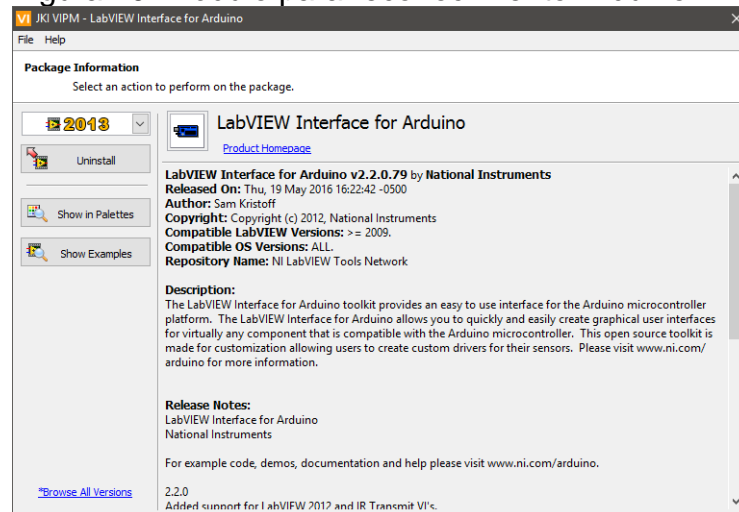 JKI VIPM - LabVIEW Interface for Arduino
File Help
Package Information
Select an action to perform on the package.
2013
Uninstall
Show in Palettes
Show Examples
*Browse All Versions
LabVIEW Interface for Arduino
Product Homepage
LabVIEW Interface for Arduino v2.2.0.79 by National Instruments
Released On: Thu, 19 May 2016 16:22:42 -0500
Author: Sam Kristoff
Copyright: Copyright (c) 2012, National Instruments
Compatible LabVIEW Versions: >= 2009.
Compatible OS Versions: ALL.
Repository Name: NI LabVIEW Tools Network
Description:
The LabVIEW Interface for Arduino toolkit provides an easy to use interface for the Arduino microcontroller
platform. The LabVIEW Interface for Arduino allows you to quickly and easily create graphical user interfaces
for virtually any component that is compatible with the Arduino microcontroller. This open source toolkit is
made for customization allowing users to create custom drivers for their sensors. Please visit www.ni.com/
arduino for more information.
Release Notes:
LabVIEW Interface for Arduino
National Instruments
For example code, demos, documentation and help please visit www.ni.com/arduino.
2.2.0
Added support for LabVIEW 2012 and IR Transmit VI's.